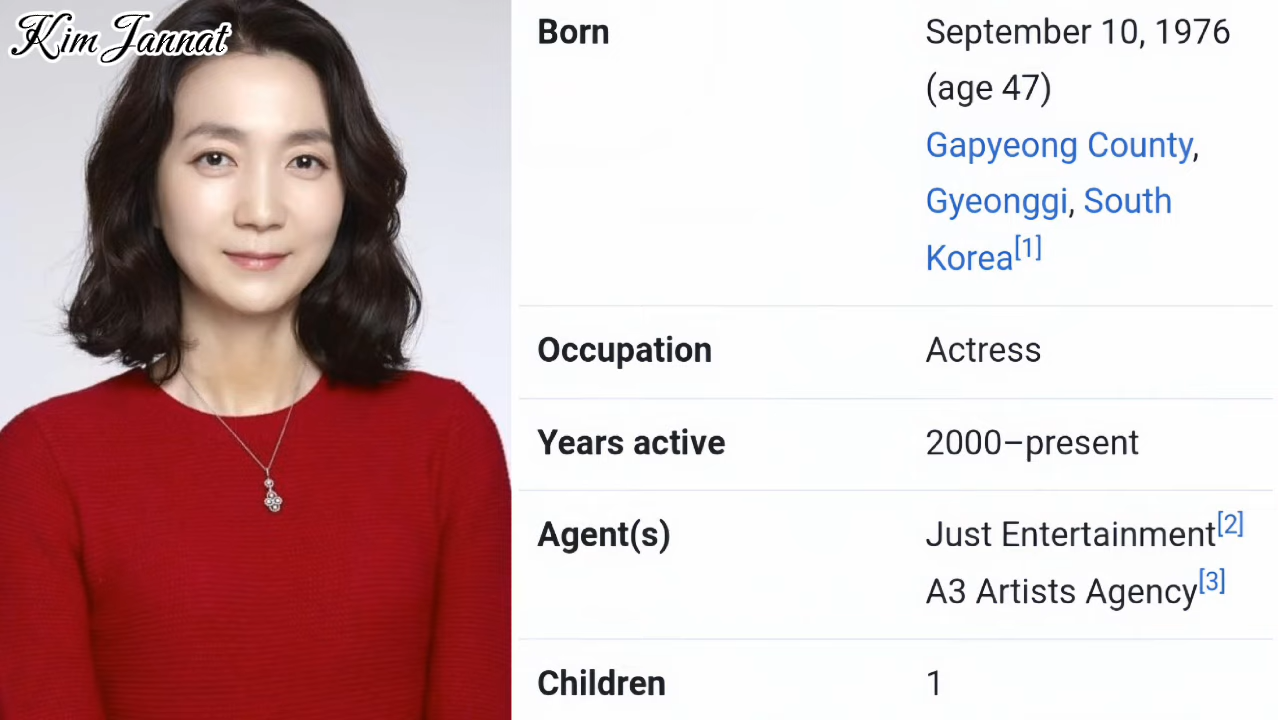 Kim Jannat
Born
September 10, 1976
(age 47)
Gapyeong County,
Gyeonggi, South
Korea[1]
Occupation
Actress
Years active
2000–present
Agent(s)
Just Entertainment[2]
A3 Artists Agency[3]
Children
1